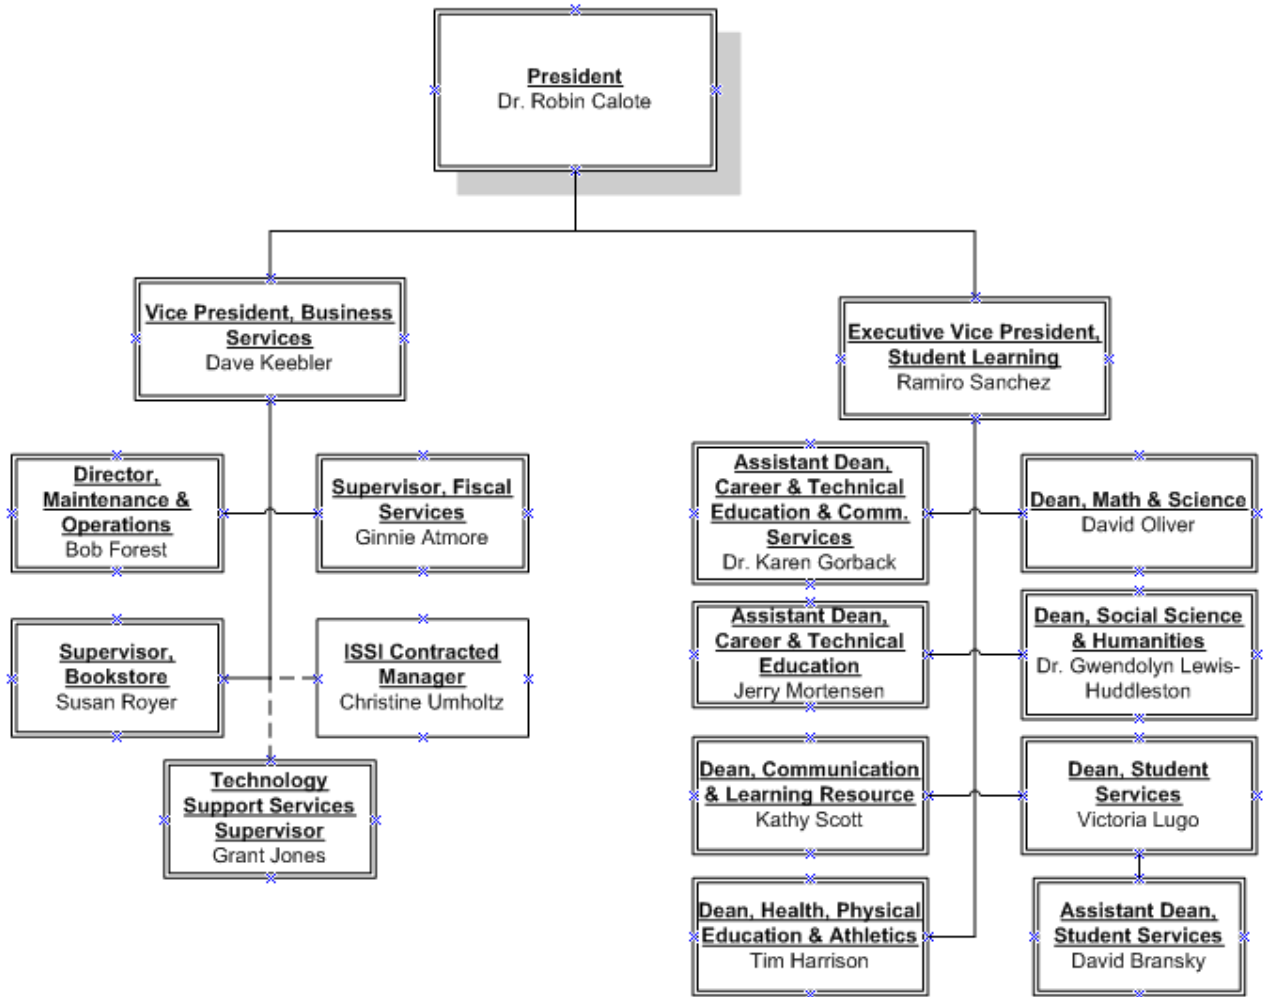 President
Dr. Robin Calote
Vice President, Business
Services
Dave Keebler
Executive Vice President,
Student Learning
Ramiro Sanchez
Director,
Maintenance &
Operations
Bob Forest
Supervisor, Fiscal
Services
Ginnie Atmore
Assistant Dean,
Career & Technical
Education & Comm.
Services
Dr. Karen Gorback
Dean, Math & Science
David Oliver
Supervisor,
Bookstore
Susan Royer
ISSI Contracted
Manager
Christine Umholtz
Assistant Dean,
Career & Technical
Education
Jerry Mortensen
Dean, Social Science
& Humanities
Dr. Gwendolyn Lewis-
Huddleston
Technology
Support Services
Supervisor
Grant Jones
Dean, Communication
& Learning Resource
Kathy Scott
Dean, Student
Services
Victoria Lugo
Dean, Health, Physical
Education & Athletics
Tim Harrison
Assistant Dean,
Student Services
David Bransky